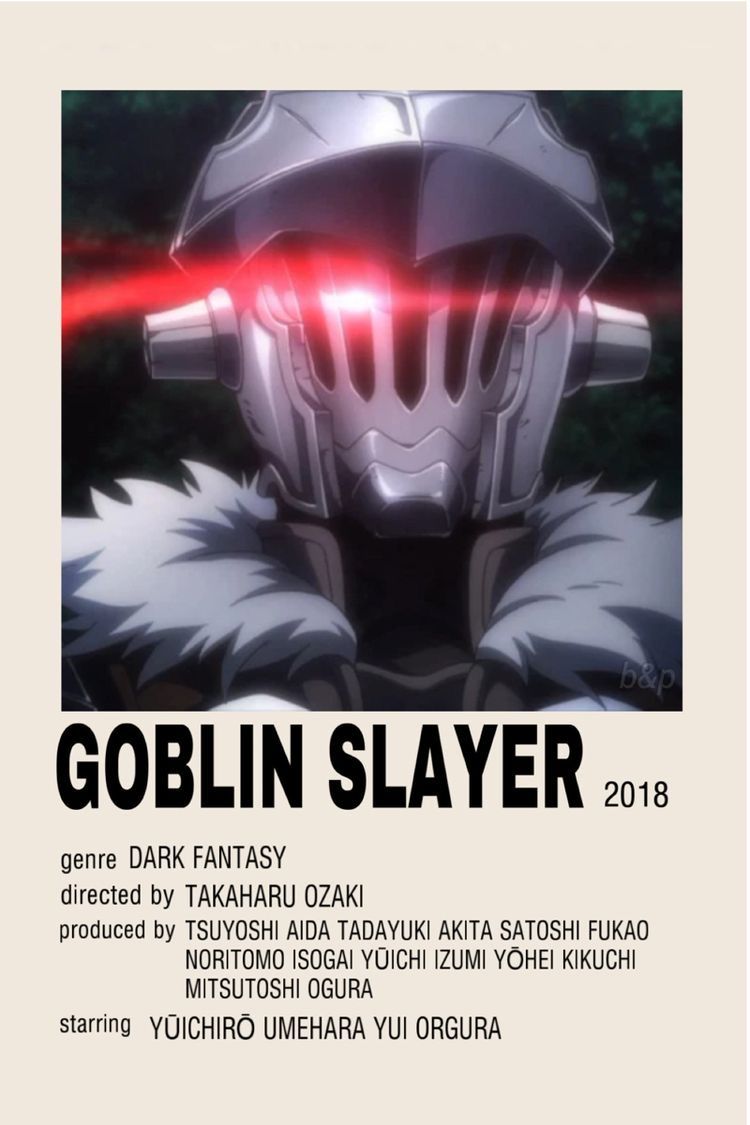 b&p
GOBLIN SLAYER 2018
genre DARK FANTASY
directed by TAKAHARU OZAKI
produced by TSUYOSHI AIDA TADAYUKI AKITA SATOSHI FUKAO
NORITOMO ISOGAI YŪICHI IZUMI YŌHEI KIKUCHI
MITSUTOSHI OGURA
starring YŪICHIRŌ UMEHARA YUI ORGURA